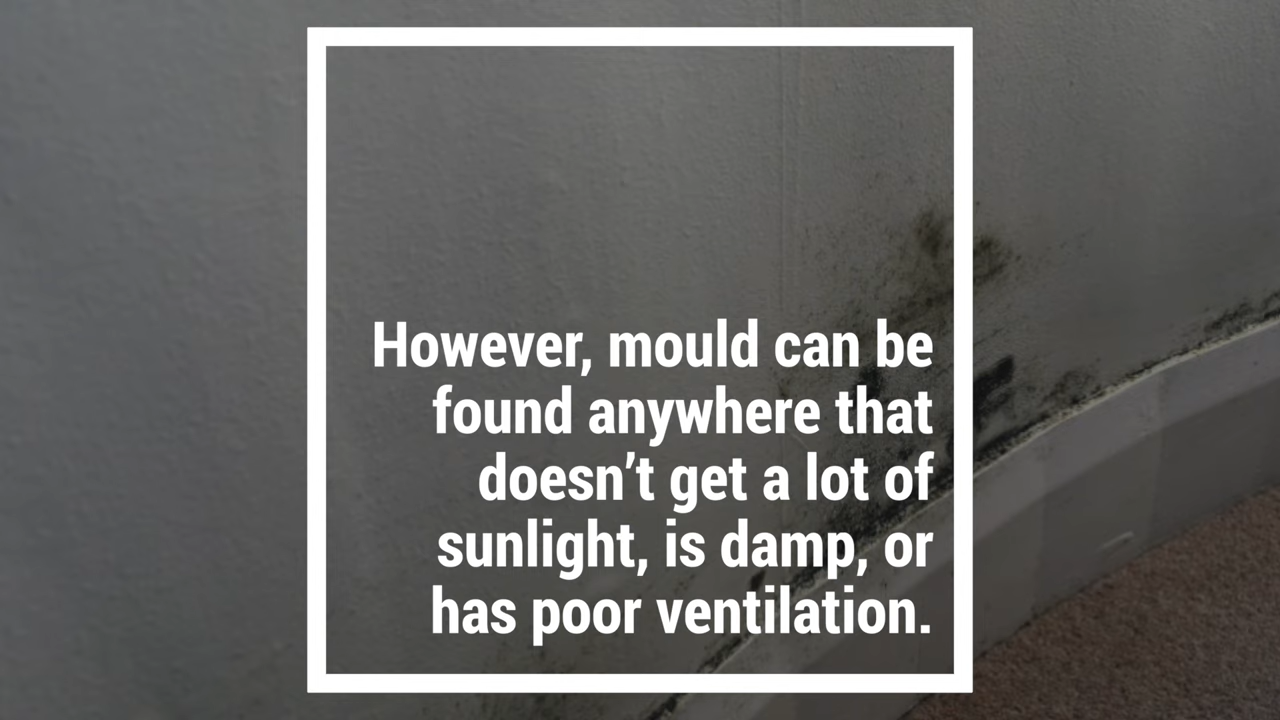 However, mould can be
found anywhere that
doesn’t get a lot of
sunlight, is damp, or
has poor ventilation.